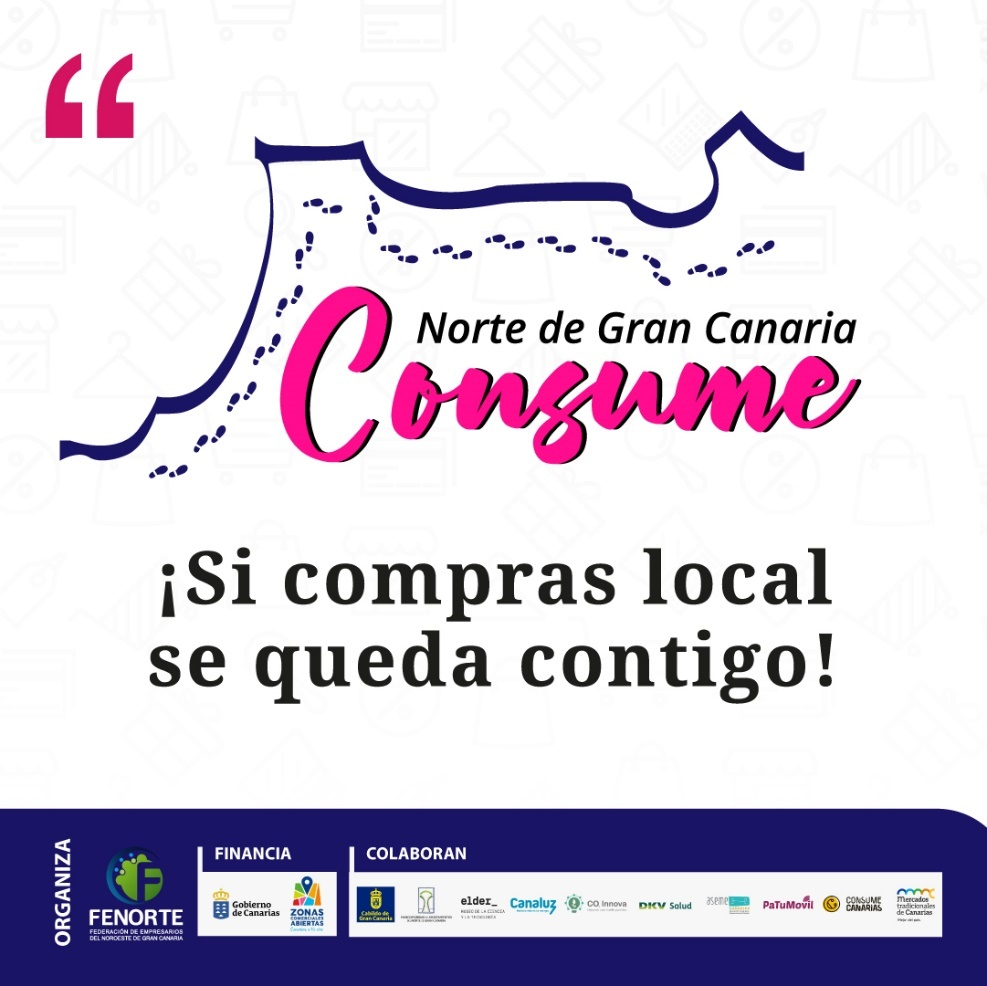 “
Norte de Gran Canaria
Consume
¡Si compras local
se queda contigo!
ORGANIZA
FENORTE
FEDERACIÓN DE EMPRESARIOS
DEL NOROESTE DE GRAN CANARIA
FINANCIA
Gobierno
de Canarias
ZONAS
COMERCIALES
ABIERTAS
COLABORAN
Cabildo de
Gran Canaria
elder_
MUSEO DE LA CIENCIA
Y LA TECNOLOGÍA
Canaluz
CO_Innova
DKV Salud
aseme
PaTuMovil
CONSUME
CANARIAS
mercados
tradicionales
de Canarias